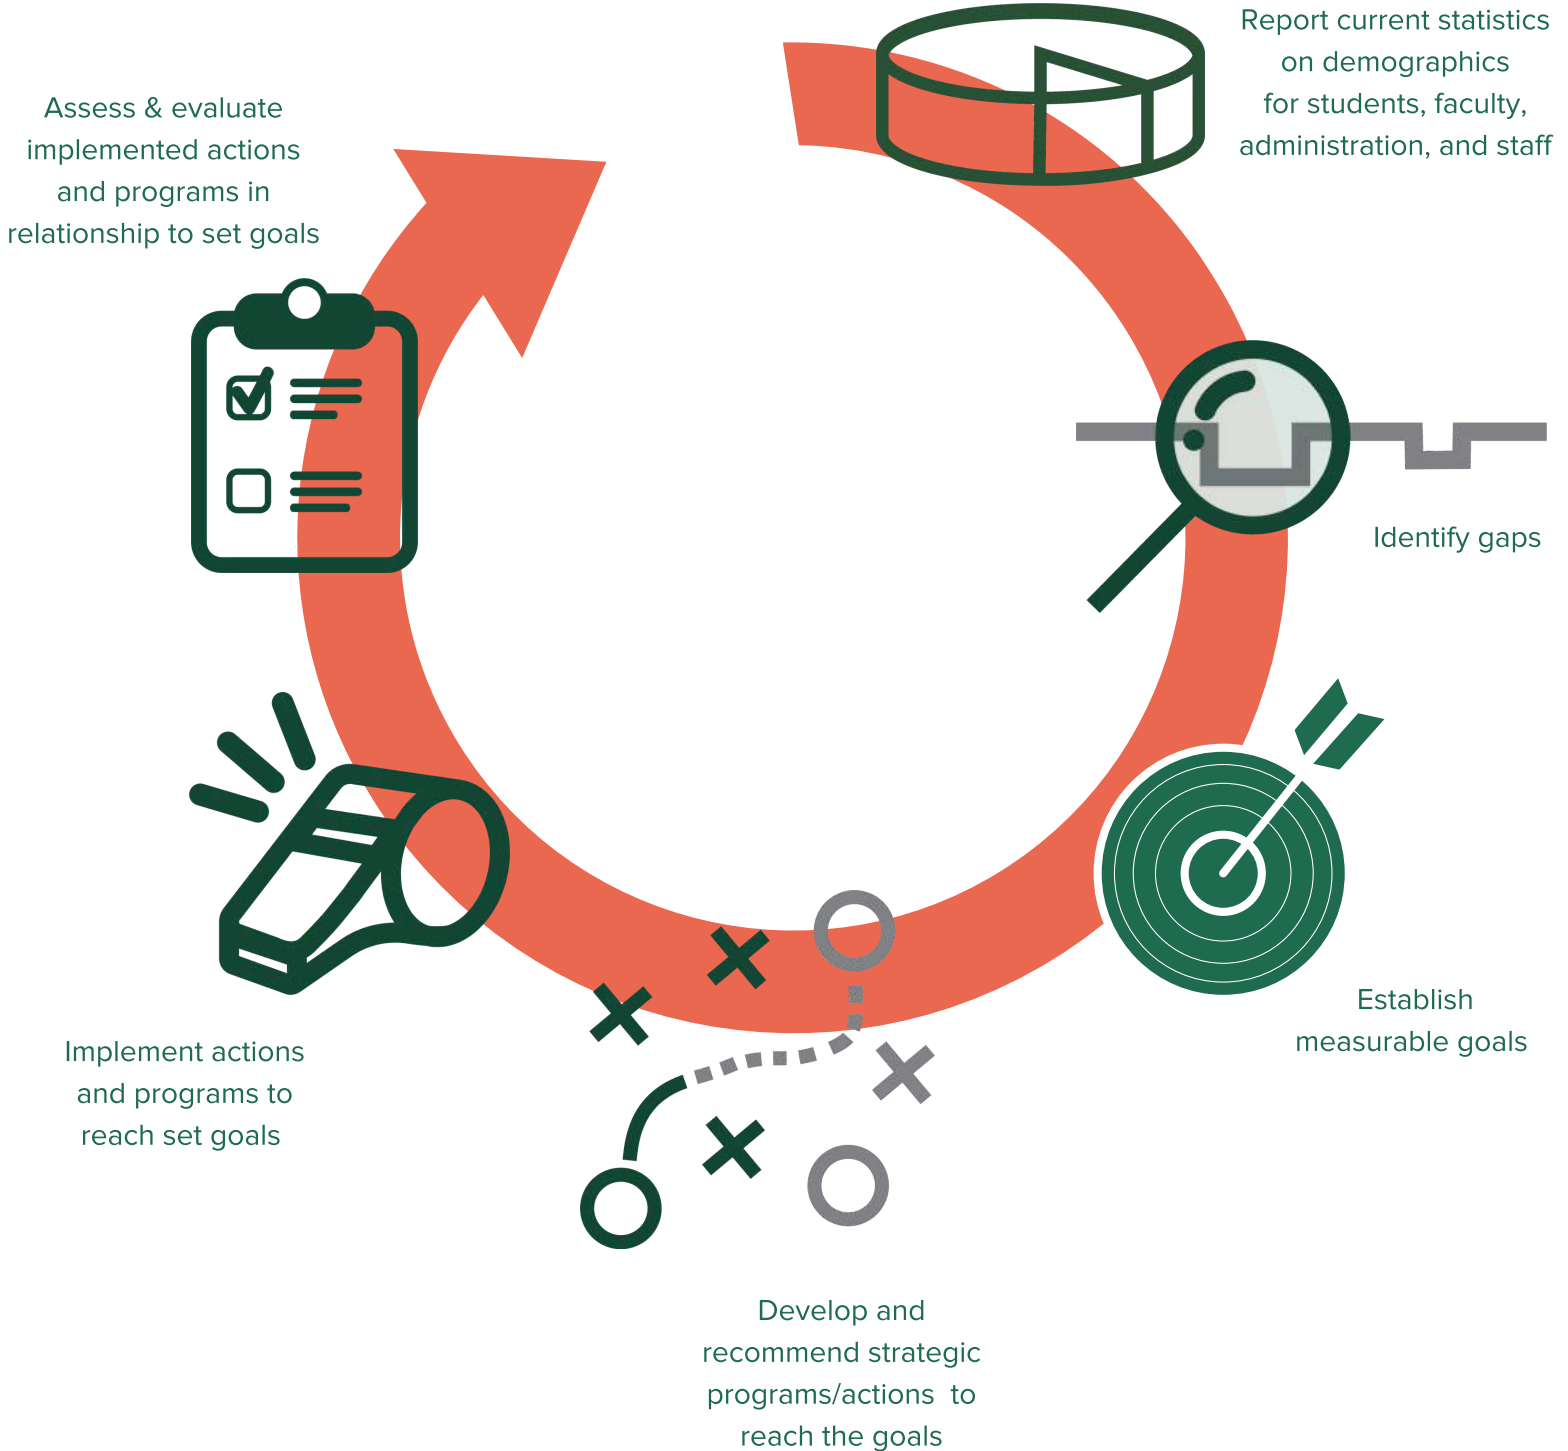 Report current statistics
on demographics
for students, faculty,
administration, and staff
Identify gaps
Establish
measurable goals
Develop and
recommend strategic
programs/actions  to
reach the goals
Implement actions
and programs to
reach set goals
Assess & evaluate
implemented actions
and programs in
relationship to set goals